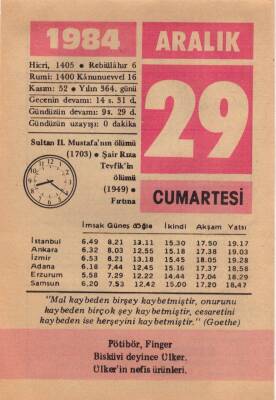 1984
ARALIK
Hicri, 1405 • Rebiülâhır 6
Rumi: 1400 Kânunuevvel 16
Kasım: 52 • Yılın 364. günü
Gecenin devamı: 14 s. 31 d.
Gündüzün devamı: 9s. 29 d.
Gündüzün uzayışı: 0 dakika
29
Sultan II. Mustafa'nın ölümü
(1703) • Şair Rıza
Tevfik'in
ölümü
(1949) •
Fırtına
CUMARTESİ
İmsak Güneş Öğle İkindi Akşam Yatsı
İstanbul 6.49 8.21 13.11 15.30 17.50 19.17
Ankara 6.32 8.03 12.55 15.18 17.38 19.03
İzmir 6.53 8.21 13.18 15.45 18.05 19.28
Adana 6.18 7.44 12.45 15.16 17.37 18.58
Erzurum 5.58 7.29 12.22 14.44 17.04 18.29
Samsun 6.20 7.53 12.42 15.00 17.20 18.47
"Mal kaybeden birşey kaybetmiştir, onurunu
kaybeden birçok şey kaybetmiştir, cesaretini
kaybeden ise herşeyini kaybetmiştir." (Goethe)
Pötibör, Finger
Bisküvi deyince Ülker.
Ülker'in nefis ürünleri.